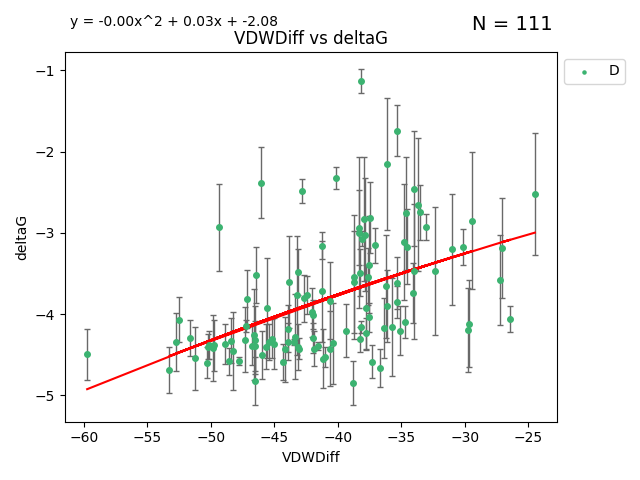 y = -0.00x^2 + 0.03x + -2.08
N = 111
VDWDiff vs deltaG
D
deltaG
−1
−2
−3
−4
−5
−60
−55
−50
−45
−40
−35
−30
−25
VDWDiff